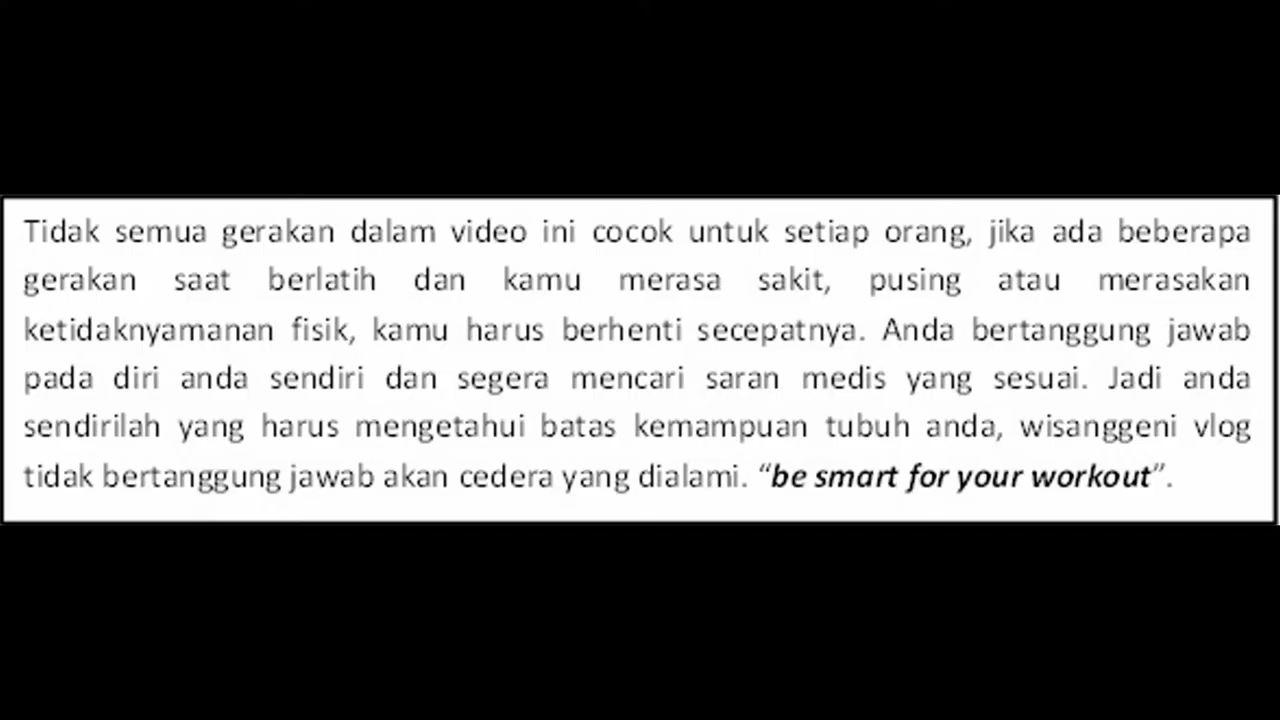 Tidak semua gerakan dalam video ini cocok untuk setiap orang, jika ada beberapa
gerakan saat berlatih dan kamu merasa sakit, pusing atau merasakan
ketidaknyamanan fisik, kamu harus berhenti secepatnya. Anda bertanggung jawab
pada diri anda sendiri dan segera mencari saran medis yang sesuai. Jadi anda
sendirilah yang harus mengetahui batas kemampuan tubuh anda, wisanggeni vlog
tidak bertanggung jawab akan cedera yang dialami. “be smart for your workout”.